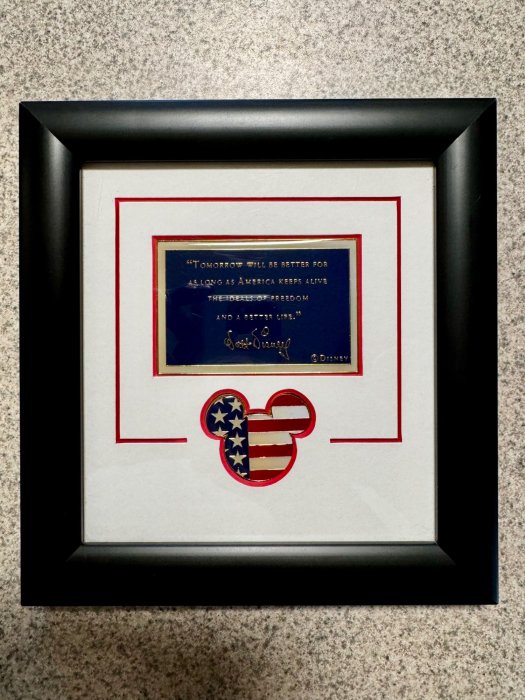 “Tomorrow will be better for
as long as America keeps alive
the ideals of freedom
and a better life.”
Walt Disney
© Disney